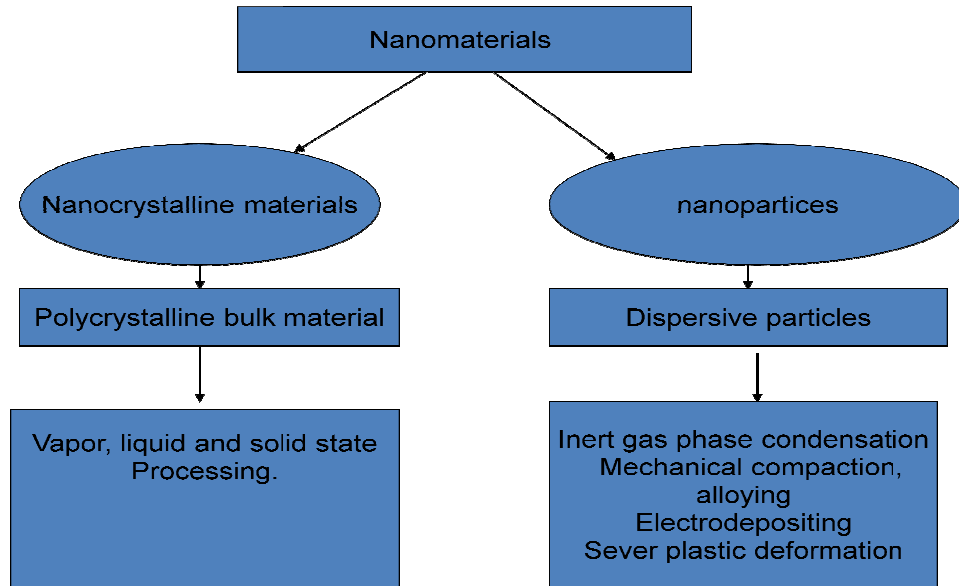 Nanomaterials
Nanocrystalline materials
nanopartices
Polycrystalline bulk material
Dispersive particles
Vapor, liquid and solid state
Processing.
Inert gas phase condensation
Mechanical compaction,
alloying
Electrodepositing
Sever plastic deformation